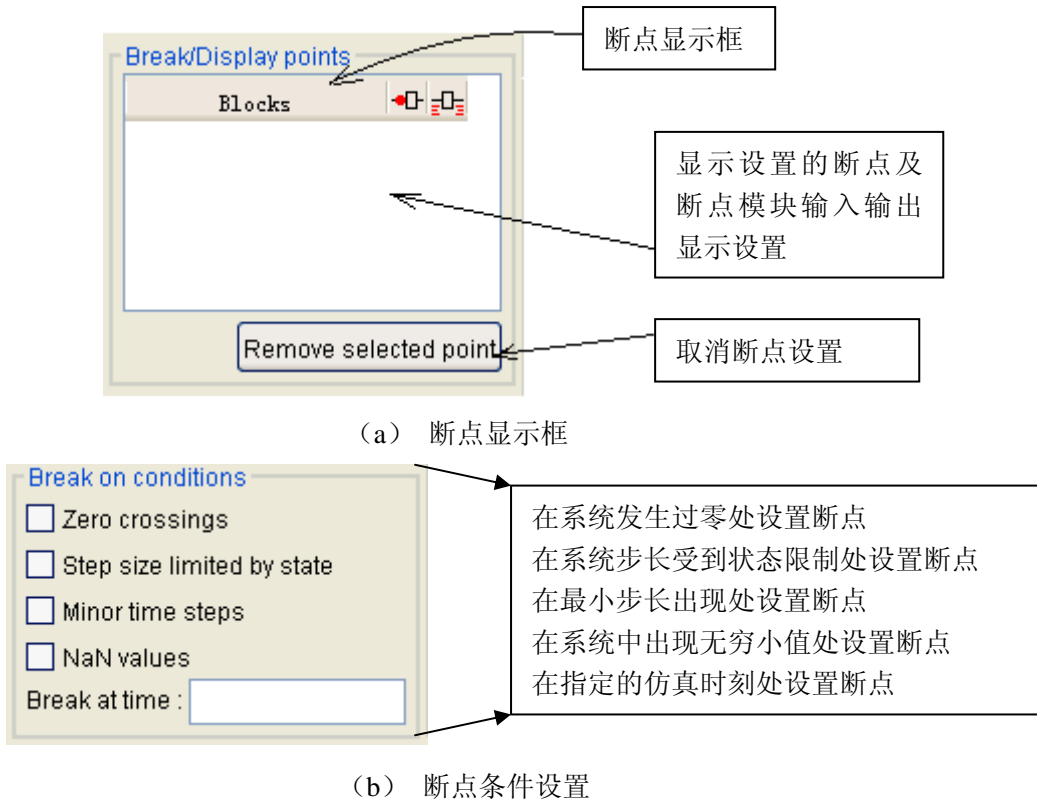 断点显示框
Break/Display points
Blocks
显示设置的断点及
断点模块输入输出
显示设置
Remove selected point
取消断点设置
（a） 断点显示框
Break on conditions
Zero crossings
Step size limited by state
Minor time steps
NaN values
Break at time :
在系统发生过零处设置断点
在系统步长受到状态限制处设置断点
在最小步长出现处设置断点
在系统中出现无穷小值处设置断点
在指定的仿真时刻处设置断点
（b） 断点条件设置